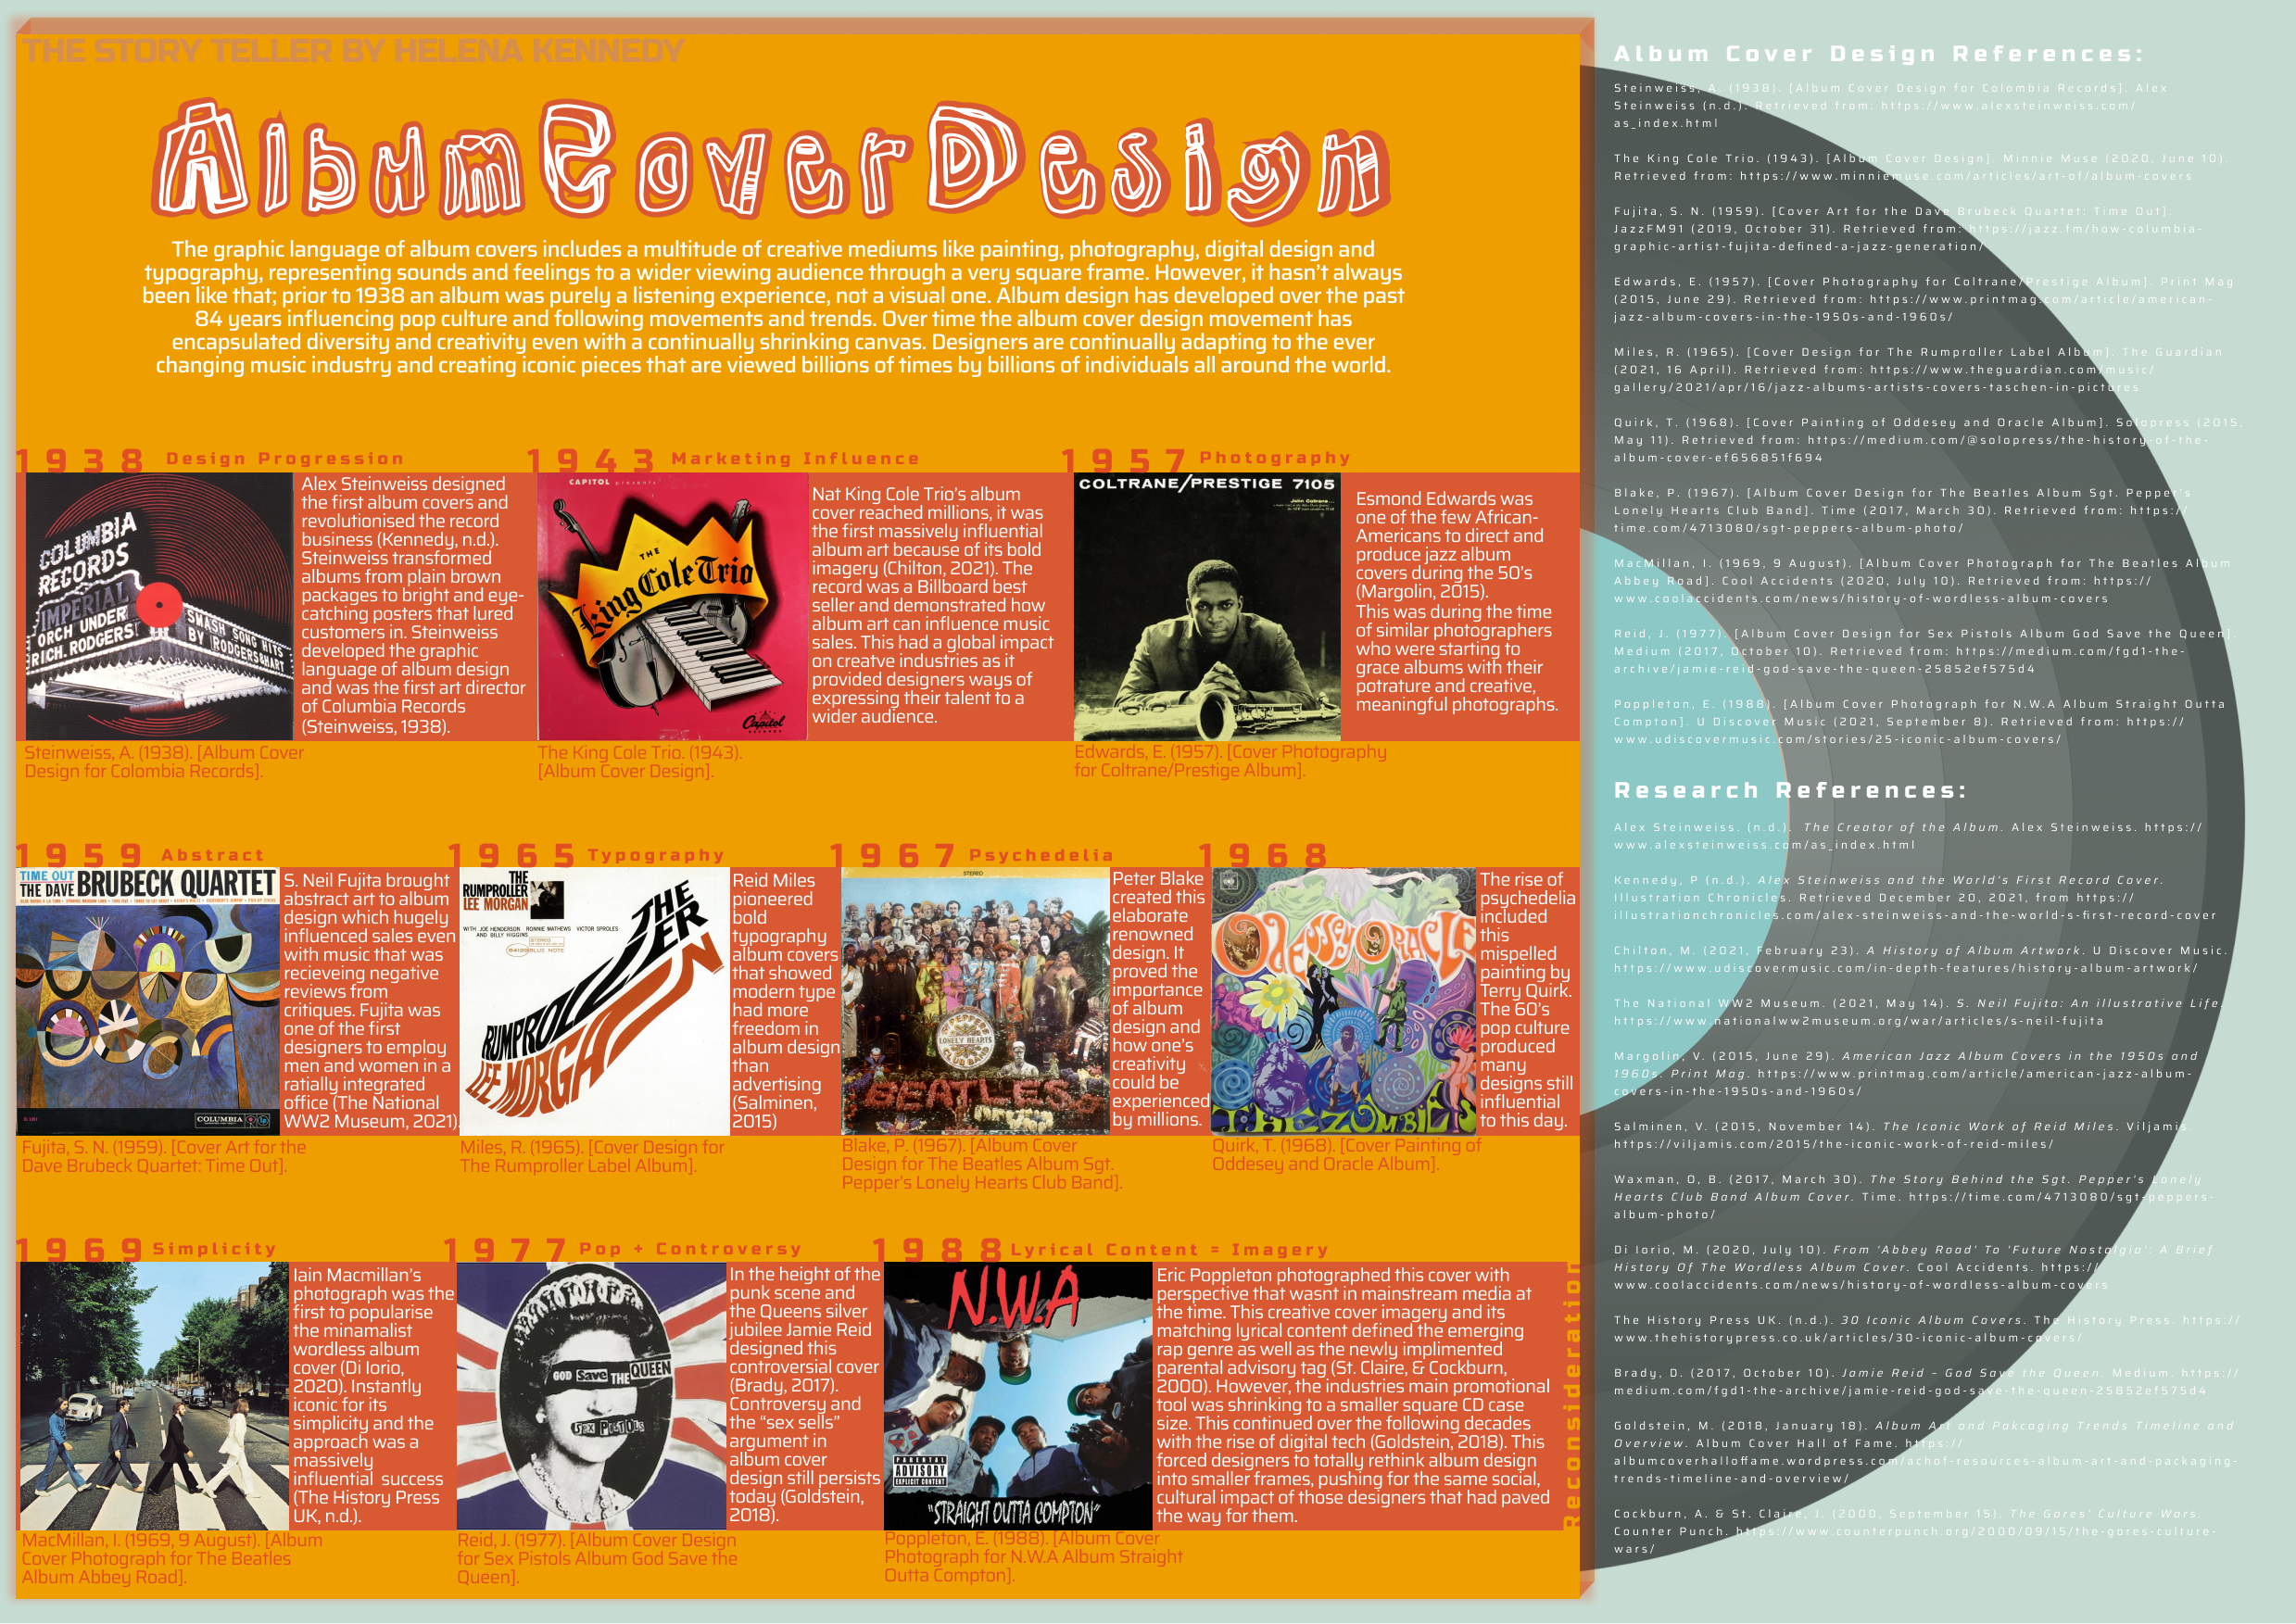 THE STORY TELLER BY HELENA KENNEDY
Album Cover Design
The graphic language of album covers includes a multitude of creative mediums like painting, photography, digital design and
typography, representing sounds and feelings to a wider viewing audience through a very square frame. However, it hasn't always
been like that; prior to 1938 an album was purely a listening experience, not a visual one. Album design has developed over the past
84 years influencing pop culture and following movements and trends. Over time the album cover design movement has
encapsulated diversity and creativity even with a continually shrinking canvas. Designers are continually adapting to the ever
changing music industry and creating iconic pieces that are viewed billions of times by billions of individuals all around the world.
1938 Design Progression
COLUMBIA
RECORDS
IMPERIAL
ORCH UNDER
RICH. RODGERS
SMASH SONG HITS
BY RODGERS & HART
Alex Steinweiss designed
the first album covers and
revolutionised the record
business (Kennedy, n.d.).
Steinweiss transformed
albums from plain brown
packages to bright and eye-
catching posters that lured
customers in. Steinweiss
developed the graphic
language of album design
and was the first art director
of Columbia Records
(Steinweiss, 1938).
Steinweiss, A. (1938). [Album Cover
Design for Colombia Records].
1943 Marketing Influence
CAPITOL presents
THE
King Cole Trio
Capitol
Nat King Cole Trio's album
cover reached millions, it was
the first massively influential
album art because of its bold
imagery (Chilton, 2021). The
record was a Billboard best
seller and demonstrated how
album art can influence music
sales. This had a global impact
on creatve industries as it
provided designers ways of
expressing their talent to a
wider audience.
The King Cole Trio. (1943).
[Album Cover Design].
1957 Photography
COLTRANE/PRESTIGE 7105
John Coltrane
Esmond Edwards was
one of the few African-
Americans to direct and
produce jazz album
covers during the 50's
(Margolin, 2015).
This was during the time
of similar photographers
who were starting to
grace albums with their
potrature and creative,
meaningful photographs.
Edwards, E. (1957). [Cover Photography
for Coltrane/Prestige Album].
1959 Abstract
TIME OUT
THE DAVE BRUBECK QUARTET
COLUMBIA
S. Neil Fujita brought
abstract art to album
design which hugely
influenced sales even
with music that was
recieveing negative
reviews from
critiques. Fujita was
one of the first
designers to employ
men and women in a
ratially integrated
office (The National
WW2 Museum, 2021).
Fujita, S. N. (1959). [Cover Art for the
Dave Brubeck Quartet: Time Out].
1965 Typography
THE
RUMPROLLER
LEE MORGAN
WITH JOE HENDERSON RONNIE MATHEWS VICTOR SPROLES
AND BILLY HIGGINS
STEREO
84199 BLUE NOTE
THE
RUMPROLLER
LEE MORGAN
Reid Miles
pioneered
bold
typography
album covers
that showed
modern type
had more
freedom in
album design
than
advertising
(Salminen,
2015)
Miles, R. (1965). [Cover Design for
The Rumproller Label Album].
1967 Psychedelia
STEREO
LONELY HEARTS
BEATLES
Peter Blake
created this
elaborate
renowned
design. It
proved the
importance
of album
design and
how one's
creativity
could be
experienced
by millions.
Blake, P. (1967). [Album Cover
Design for The Beatles Album Sgt.
Pepper's Lonely Hearts Club Band].
1968
Odessey Oracle
THE ZOMBIES
The rise of
psychedelia
included
this
mispelled
painting by
Terry Quirk.
The 60's
pop culture
produced
many
designs still
influential
to this day.
Quirk, T. (1968). [Cover Painting of
Oddesey and Oracle Album].
1969 Simplicity
Iain Macmillan's
photograph was the
first to popularise
the minamalist
wordless album
cover (Di Iorio,
2020). Instantly
iconic for its
simplicity and the
approach was a
massively
influential success
(The History Press
UK, n.d.).
MacMillan, I. (1969, 9 August). [Album
Cover Photograph for The Beatles
Album Abbey Road].
1977 Pop + Controversy
GOD Save THE QUEEN
SEX PISTOLS
In the height of the
punk scene and
the Queens silver
jubilee Jamie Reid
designed this
controversial cover
(Brady, 2017).
Controversy and
the “sex sells”
argument in
album cover
design still persists
today (Goldstein,
2018).
Reid, J. (1977). [Album Cover Design
for Sex Pistols Album God Save the
Queen].
1988 Lyrical Content = Imagery
N.W.A
PARENTAL
ADVISORY
EXPLICIT CONTENT
"STRAIGHT OUTTA COMPTON"
Eric Poppleton photographed this cover with
perspective that wasnt in mainstream media at
the time. This creative cover imagery and its
matching lyrical content defined the emerging
rap genre as well as the newly implimented
parental advisory tag (St. Claire, & Cockburn,
2000). However, the industries main promotional
tool was shrinking to a smaller square CD case
size. This continued over the following decades
with the rise of digital tech (Goldstein, 2018). This
forced designers to totally rethink album design
into smaller frames, pushing for the same social,
cultural impact of those designers that had paved
the way for them.
Reconsideration
Poppleton, E. (1988). [Album Cover
Photograph for N.W.A Album Straight
Outta Compton].
Album Cover Design References:
Steinweiss, A. (1938). [Album Cover Design for Colombia Records]. Alex
Steinweiss (n.d.). Retrieved from: https://www.alexsteinweiss.com/
as_index.html
The King Cole Trio. (1943). [Album Cover Design]. Minnie Muse (2020, June 10).
Retrieved from: https://www.minniemuse.com/articles/art-of/album-covers
Fujita, S. N. (1959). [Cover Art for the Dave Brubeck Quartet: Time Out].
JazzFM91 (2019, October 31). Retrieved from: https://jazz.fm/how-columbia-
graphic-artist-fujita-defined-a-jazz-generation/
Edwards, E. (1957). [Cover Photography for Coltrane/Prestige Album]. Print Mag
(2015, June 29). Retrieved from: https://www.printmag.com/article/american-
jazz-album-covers-in-the-1950s-and-1960s/
Miles, R. (1965). [Cover Design for The Rumproller Label Album]. The Guardian
(2021, 16 April). Retrieved from: https://www.theguardian.com/music/
gallery/2021/apr/16/jazz-albums-artists-covers-taschen-in-pictures
Quirk, T. (1968). [Cover Painting of Oddesey and Oracle Album]. Solopress (2015,
May 11). Retrieved from: https://medium.com/@solopress/the-history-of-the-
album-cover-ef656851f694
Blake, P. (1967). [Album Cover Design for The Beatles Album Sgt. Pepper's
Lonely Hearts Club Band]. Time (2017, March 30). Retrieved from: https://
time.com/4713080/sgt-peppers-album-photo/
MacMillan, I. (1969, 9 August). [Album Cover Photograph for The Beatles Album
Abbey Road]. Cool Accidents (2020, July 10). Retrieved from: https://
www.coolaccidents.com/news/history-of-wordless-album-covers
Reid, J. (1977). [Album Cover Design for Sex Pistols Album God Save the Queen].
Medium (2017, October 10). Retrieved from: https://medium.com/fgd1-the-
archive/jamie-reid-god-save-the-queen-25852ef575d4
Poppleton, E. (1988). [Album Cover Photograph for N.W.A Album Straight Outta
Compton]. U Discover Music (2021, September 8). Retrieved from: https://
www.udiscovermusic.com/stories/25-iconic-album-covers/
Research References:
Alex Steinweiss. (n.d.). The Creator of the Album. Alex Steinweiss. https://
www.alexsteinweiss.com/as_index.html
Kennedy, P (n.d.). Alex Steinweiss and the World's First Record Cover.
Illustration Chronicles. Retrieved December 20, 2021, from https://
illustrationchronicles.com/alex-steinweiss-and-the-world-s-first-record-cover
Chilton, M. (2021, February 23). A History of Album Artwork. U Discover Music.
https://www.udiscovermusic.com/in-depth-features/history-album-artwork/
The National WW2 Museum. (2021, May 14). S. Neil Fujita: An illustrative Life.
https://www.nationalww2museum.org/war/articles/s-neil-fujita
Margolin, V. (2015, June 29). American Jazz Album Covers in the 1950s and
1960s. Print Mag. https://www.printmag.com/article/american-jazz-album-
covers-in-the-1950s-and-1960s/
Salminen, V. (2015, November 14). The Iconic Work of Reid Miles. Viljamis.
https://viljamis.com/2015/the-iconic-work-of-reid-miles/
Waxman, O, B. (2017, March 30). The Story Behind the Sgt. Pepper's Lonely
Hearts Club Band Album Cover. Time. https://time.com/4713080/sgt-peppers-
album-photo/
Di Iorio, M. (2020, July 10). From 'Abbey Road' To 'Future Nostalgia': A Brief
History Of The Wordless Album Cover. Cool Accidents. https://
www.coolaccidents.com/news/history-of-wordless-album-covers
The History Press UK. (n.d.). 30 Iconic Album Covers. The History Press. https://
www.thehistorypress.co.uk/articles/30-iconic-album-covers/
Brady, D. (2017, October 10). Jamie Reid – God Save the Queen. Medium. https://
medium.com/fgd1-the-archive/jamie-reid-god-save-the-queen-25852ef575d4
Goldstein, M. (2018, January 18). Album Art and Pakcaging Trends Timeline and
Overview. Album Cover Hall of Fame. https://
albumcoverhalloffame.wordpress.com/achof-resources-album-art-and-packaging-
trends-timeline-and-overview/
Cockburn, A. & St. Claire, J. (2000, September 15). The Gores' Culture Wars.
Counter Punch. https://www.counterpunch.org/2000/09/15/the-gores-culture-
wars/